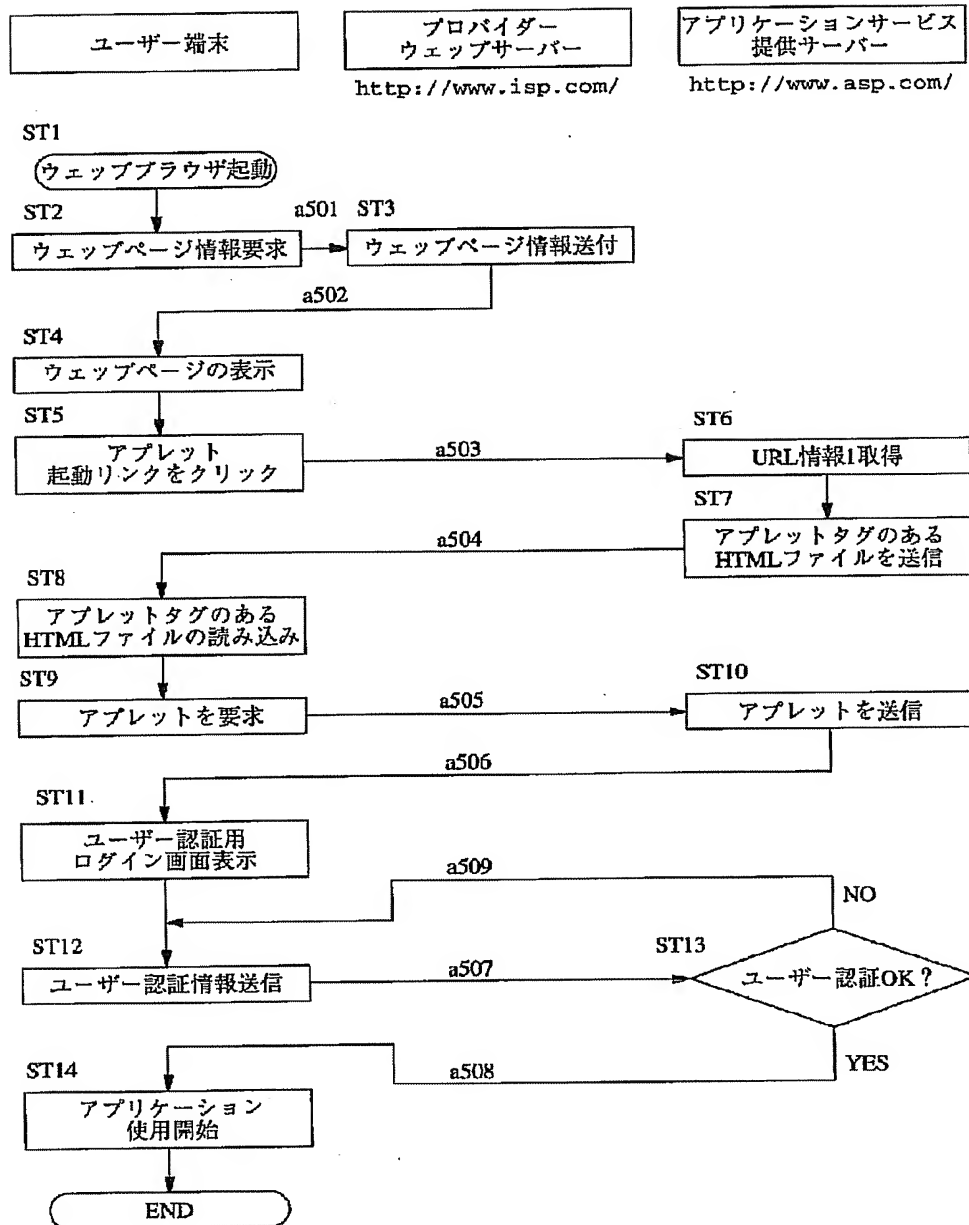 ユーザー端末
プロバイダー
ウェッブサーバー
http://www.isp.com/
アプリケーションサービス
提供サーバー
http://www.asp.com/
ST1
ウェッブブラウザ起動
ST2
ウェッブページ情報要求
a501
ST3
ウェッブページ情報送付
a502
ST4
ウェッブページの表示
ST5
アプレット
起動リンクをクリック
a503
ST6
URL情報1取得
ST7
アプレットタグのある
HTMLファイルを送信
a504
ST8
アプレットタグのある
HTMLファイルの読み込み
ST9
アプレットを要求
a505
ST10
アプレットを送信
a506
ST11
ユーザー認証用
ログイン画面表示
a509
NO
ST12
ユーザー認証情報送信
a507
ST13
ユーザー認証OK？
YES
a508
ST14
アプリケーション
使用開始
END